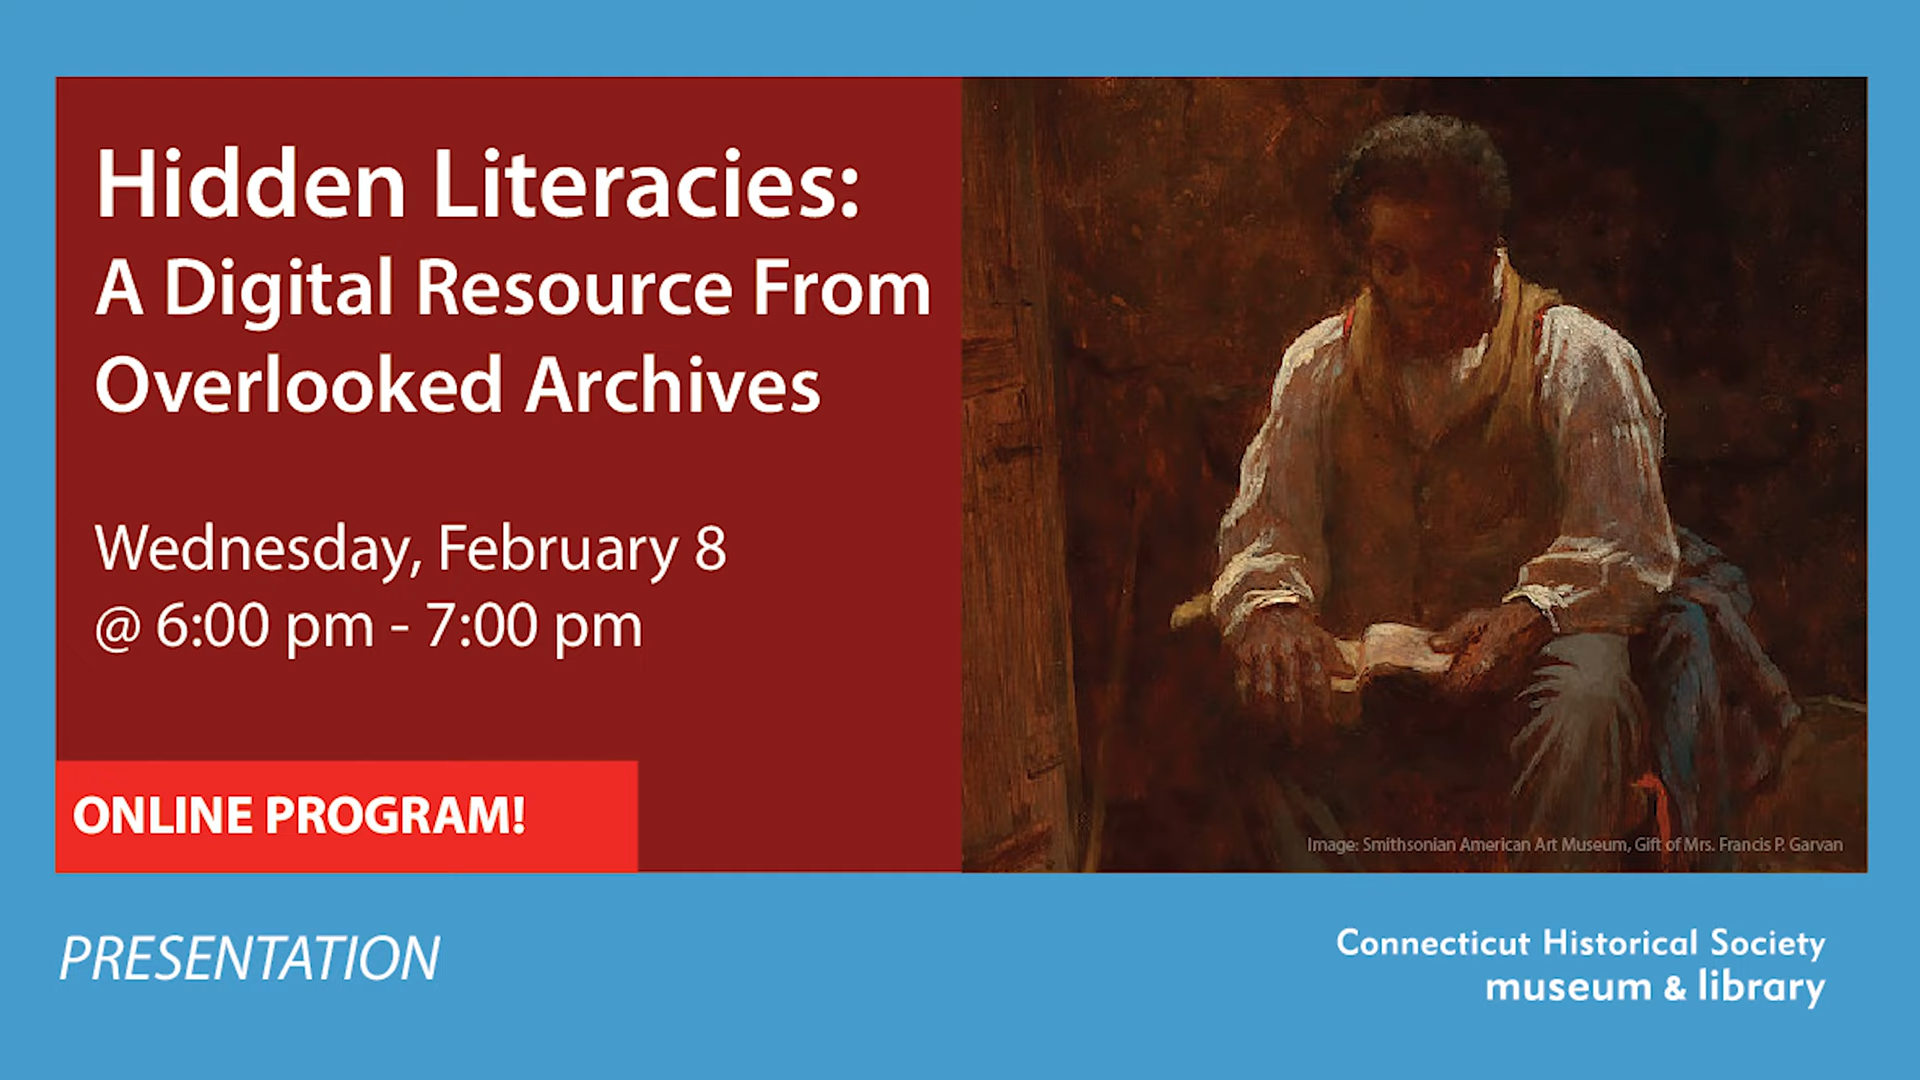 Hidden Literacies:
A Digital Resource From
Overlooked Archives
Wednesday, February 8
@ 6:00 pm - 7:00 pm
ONLINE PROGRAM!
Image: Smithsonian American Art Museum, Gift of Mrs. Francis P. Garvan
PRESENTATION
Connecticut Historical Society
museum & library